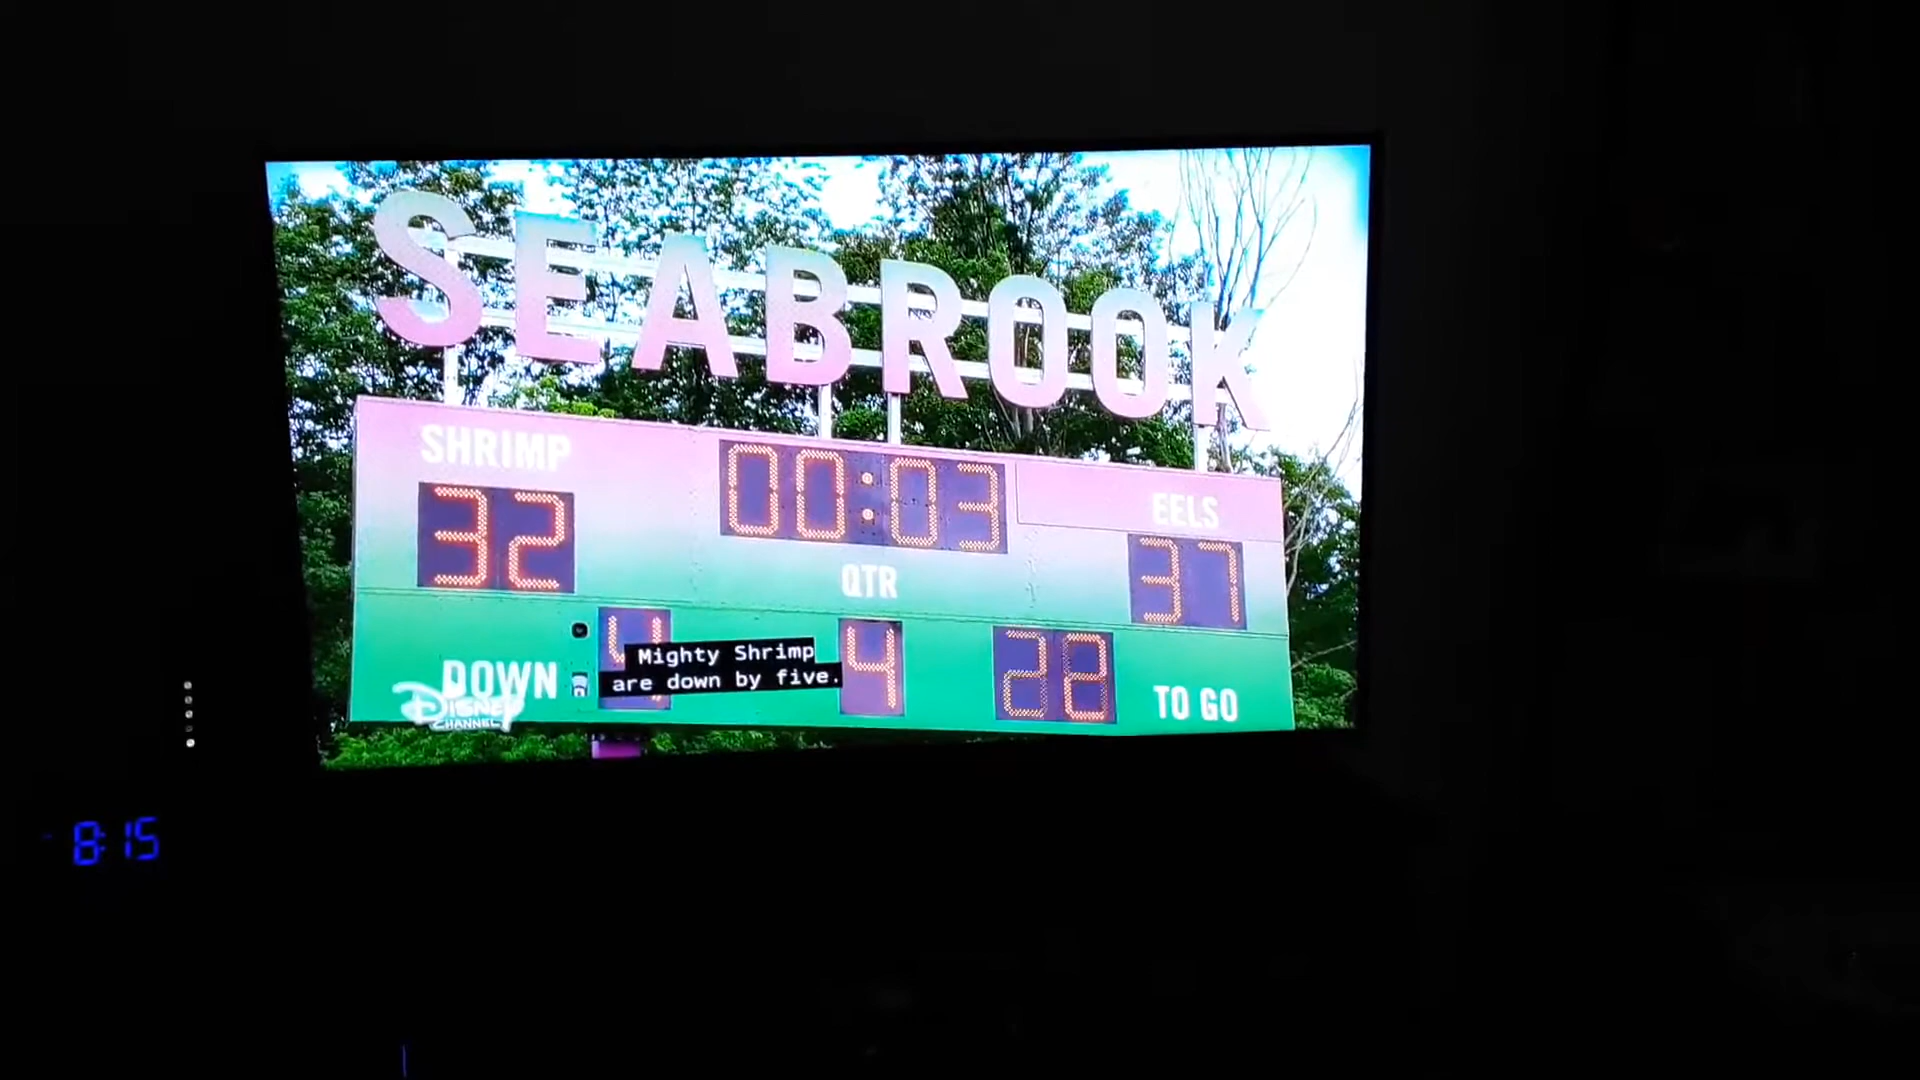 SEABROOK
SHRIMP
00:03
EELS
32
37
QTR
DOWN
4
4
28
TO GO
Mighty Shrimp
are down by five.
Disney
CHANNEL
8:15